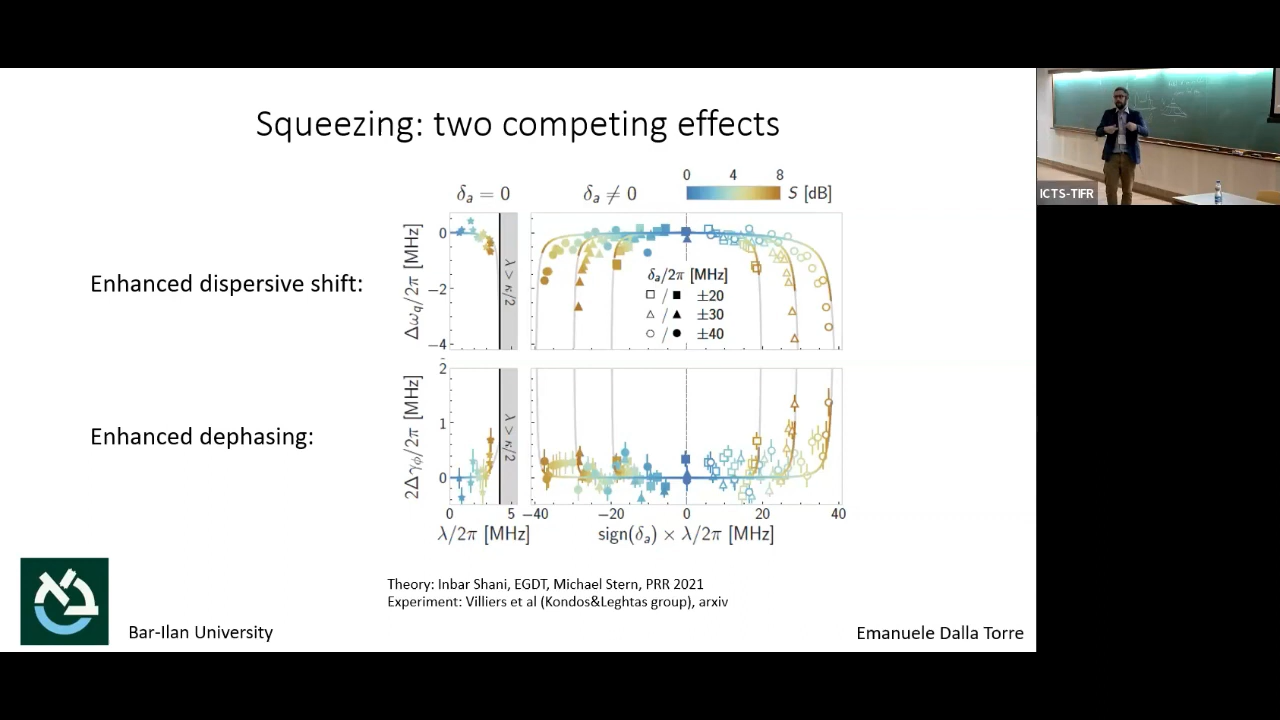 Squeezing: two competing effects
0 4 8
δₐ = 0 δₐ ≠ 0 S [dB]
Enhanced dispersive shift:
Δω_q/2π [MHz]
0
−2
−4
λ > κ/2
δₐ/2π [MHz]
□ / ■ ±20
△ / ▲ ±30
○ / ● ±40
Enhanced dephasing:
2Δγ_ϕ/2π [MHz]
2
1
0
λ > κ/2
0 5 −40 −20 0 20 40
λ/2π [MHz] sign(δₐ) × λ/2π [MHz]
Theory: Inbar Shani, EGDT, Michael Stern, PRR 2021
Experiment: Villiers et al (Kondos&Leghtas group), arxiv
Bar-Ilan University
Emanuele Dalla Torre
ICTS-TIFR